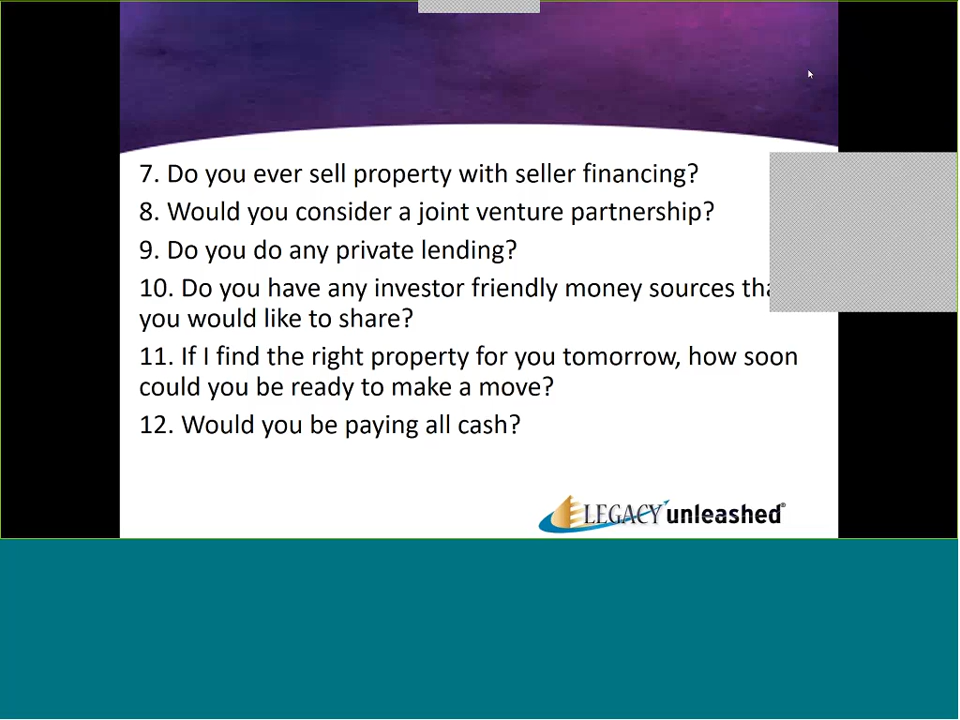 7. Do you ever sell property with seller financing?
8. Would you consider a joint venture partnership?
9. Do you do any private lending?
10. Do you have any investor friendly money sources
you would like to share?
11. If I find the right property for you tomorrow, how soon
could you be ready to make a move?
12. Would you be paying all cash?
LEGACY unleashed®